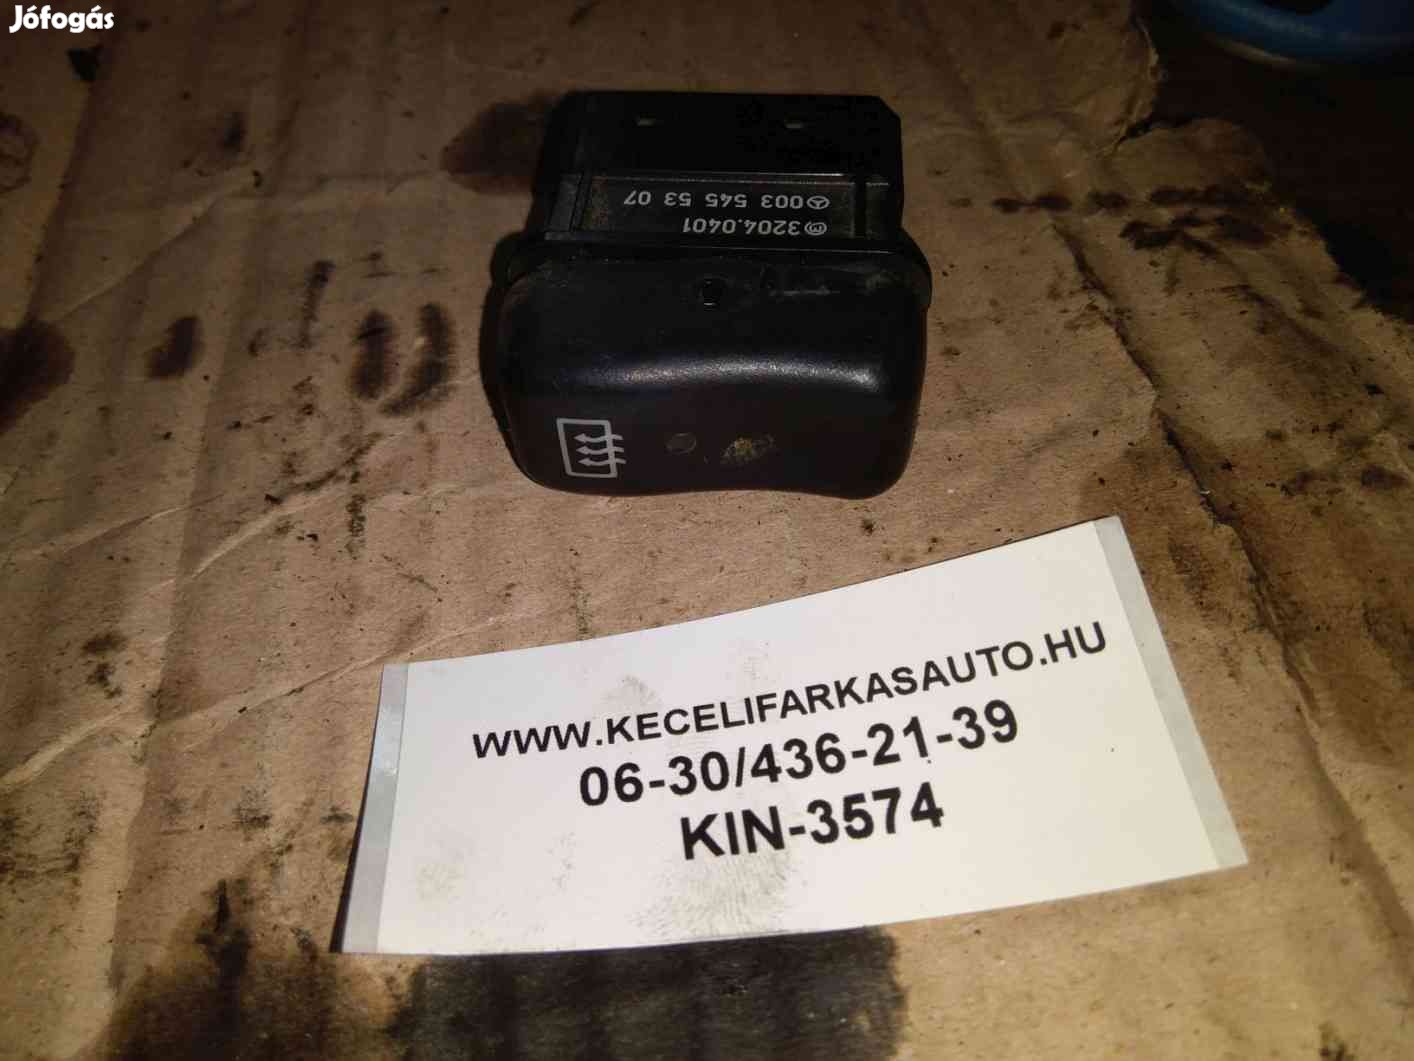 Jófogás
003 545 53 07
3204.0401
WWW.KECELIFARKASAUTO.HU
06-30/436-21-39
KIN-3574